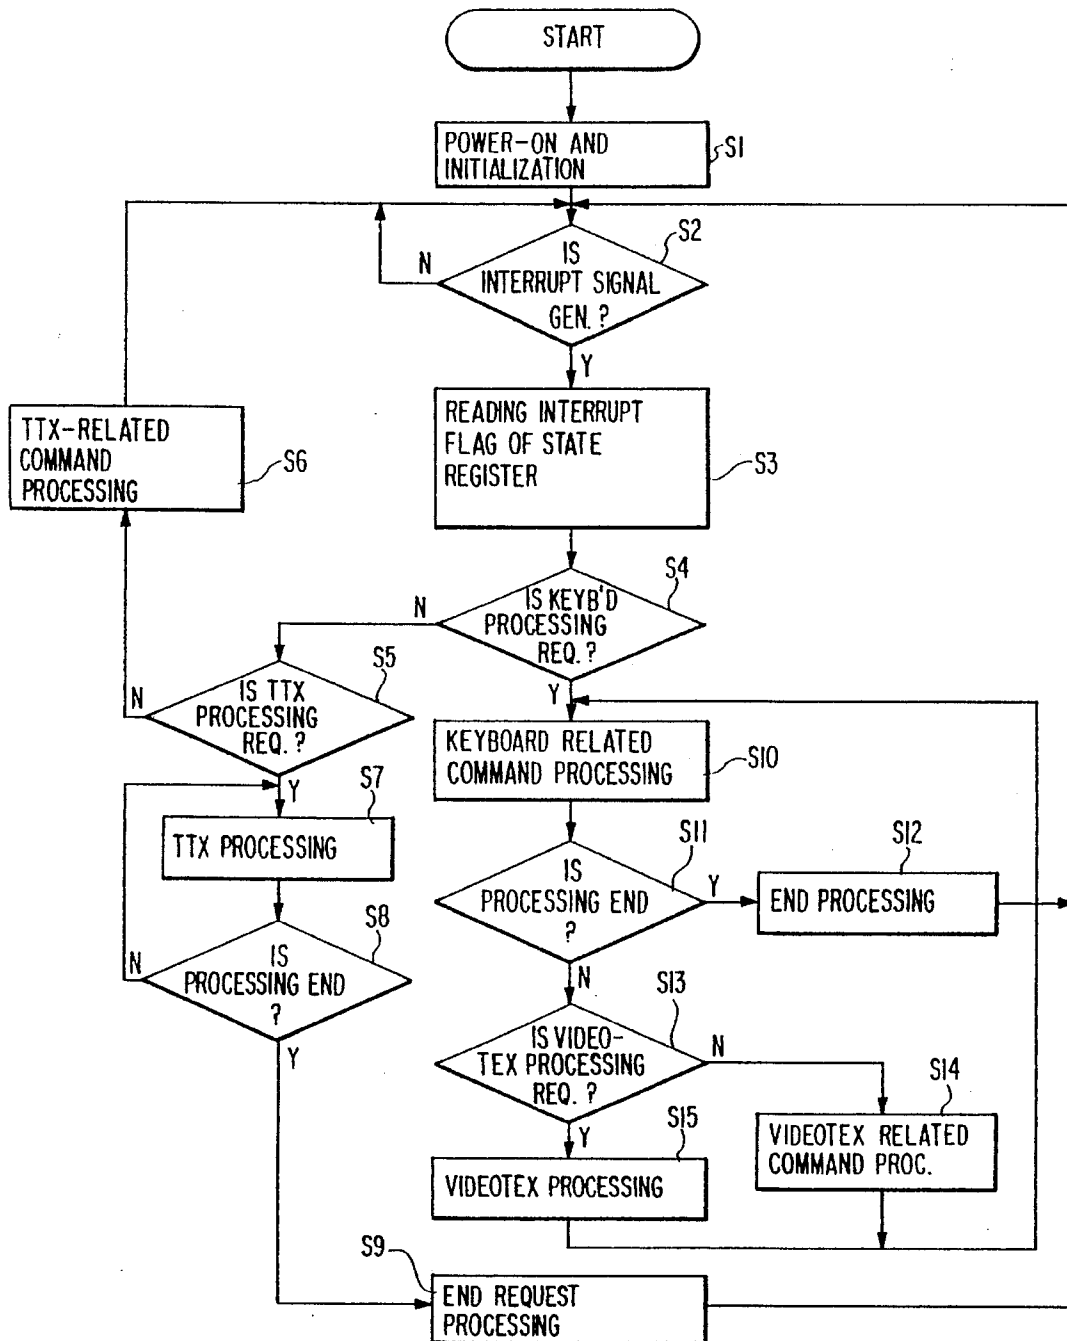 START
POWER-ON AND
INITIALIZATION
S1
S2
IS
INTERRUPT SIGNAL
GEN. ?
N
Y
READING INTERRUPT
FLAG OF STATE
REGISTER
S3
TTX-RELATED
COMMAND
PROCESSING
S6
S4
IS KEYB'D
PROCESSING
REQ. ?
N
Y
S5
IS TTX
PROCESSING
REQ. ?
N
Y
KEYBOARD RELATED
COMMAND PROCESSING
S10
S7
TTX PROCESSING
S11
IS
PROCESSING END
?
Y
N
S12
END PROCESSING
S8
IS
PROCESSING END
?
N
Y
S13
IS VIDEO-
TEX PROCESSING
REQ. ?
N
Y
S14
VIDEOTEX RELATED
COMMAND PROC.
S15
VIDEOTEX PROCESSING
S9
END REQUEST
PROCESSING